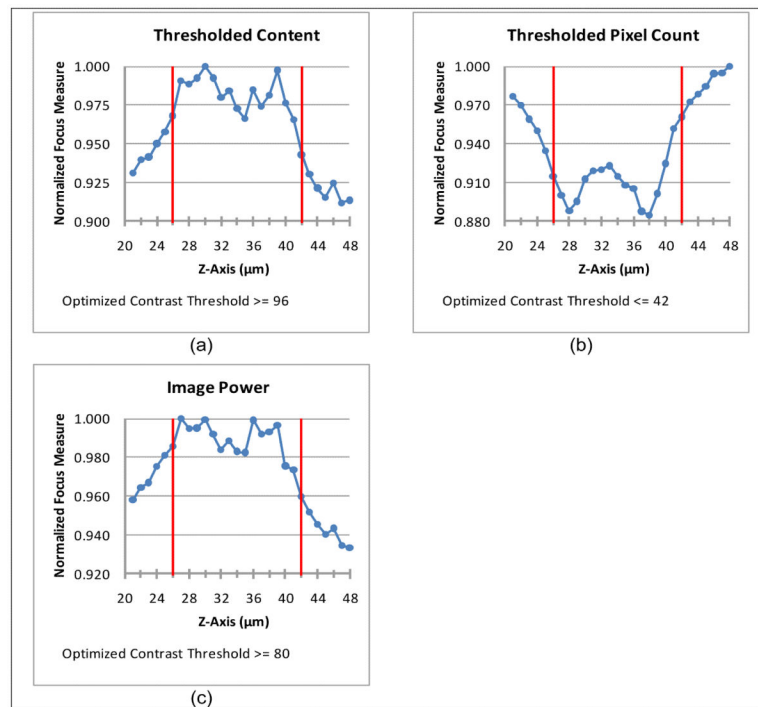 Thresholded Content
Normalized Focus Measure
1.000
0.975
0.950
0.925
0.900
20 24 28 32 36 40 44 48
Z-Axis (μm)
Optimized Contrast Threshold >= 96
(a)
Thresholded Pixel Count
Normalized Focus Measure
1.000
0.970
0.940
0.910
0.880
20 24 28 32 36 40 44 48
Z-Axis (μm)
Optimized Contrast Threshold <= 42
(b)
Image Power
Normalized Focus Measure
1.000
0.980
0.960
0.940
0.920
20 24 28 32 36 40 44 48
Z-Axis (μm)
Optimized Contrast Threshold >= 80
(c)